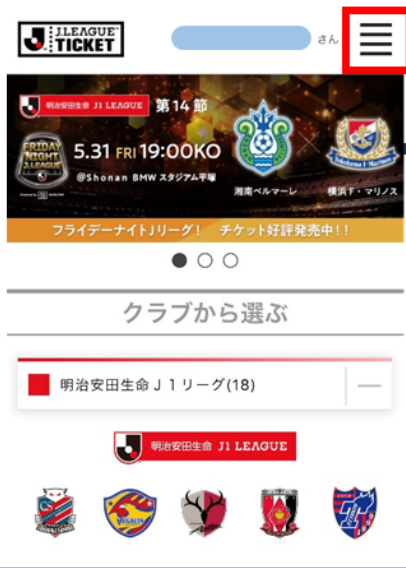 J.LEAGUE
TICKET
さん
明治安田生命 J1 LEAGUE 第14節
FRIDAY
NIGHT
J.LEAGUE
5.31 FRI 19:00KO
@Shonan BMW スタジアム平塚
湘南ベルマーレ
横浜F・マリノス
フライデーナイトJリーグ! チケット好評発売中!!
クラブから選ぶ
明治安田生命J1リーグ(18)
明治安田生命 J1 LEAGUE
VEGALTA